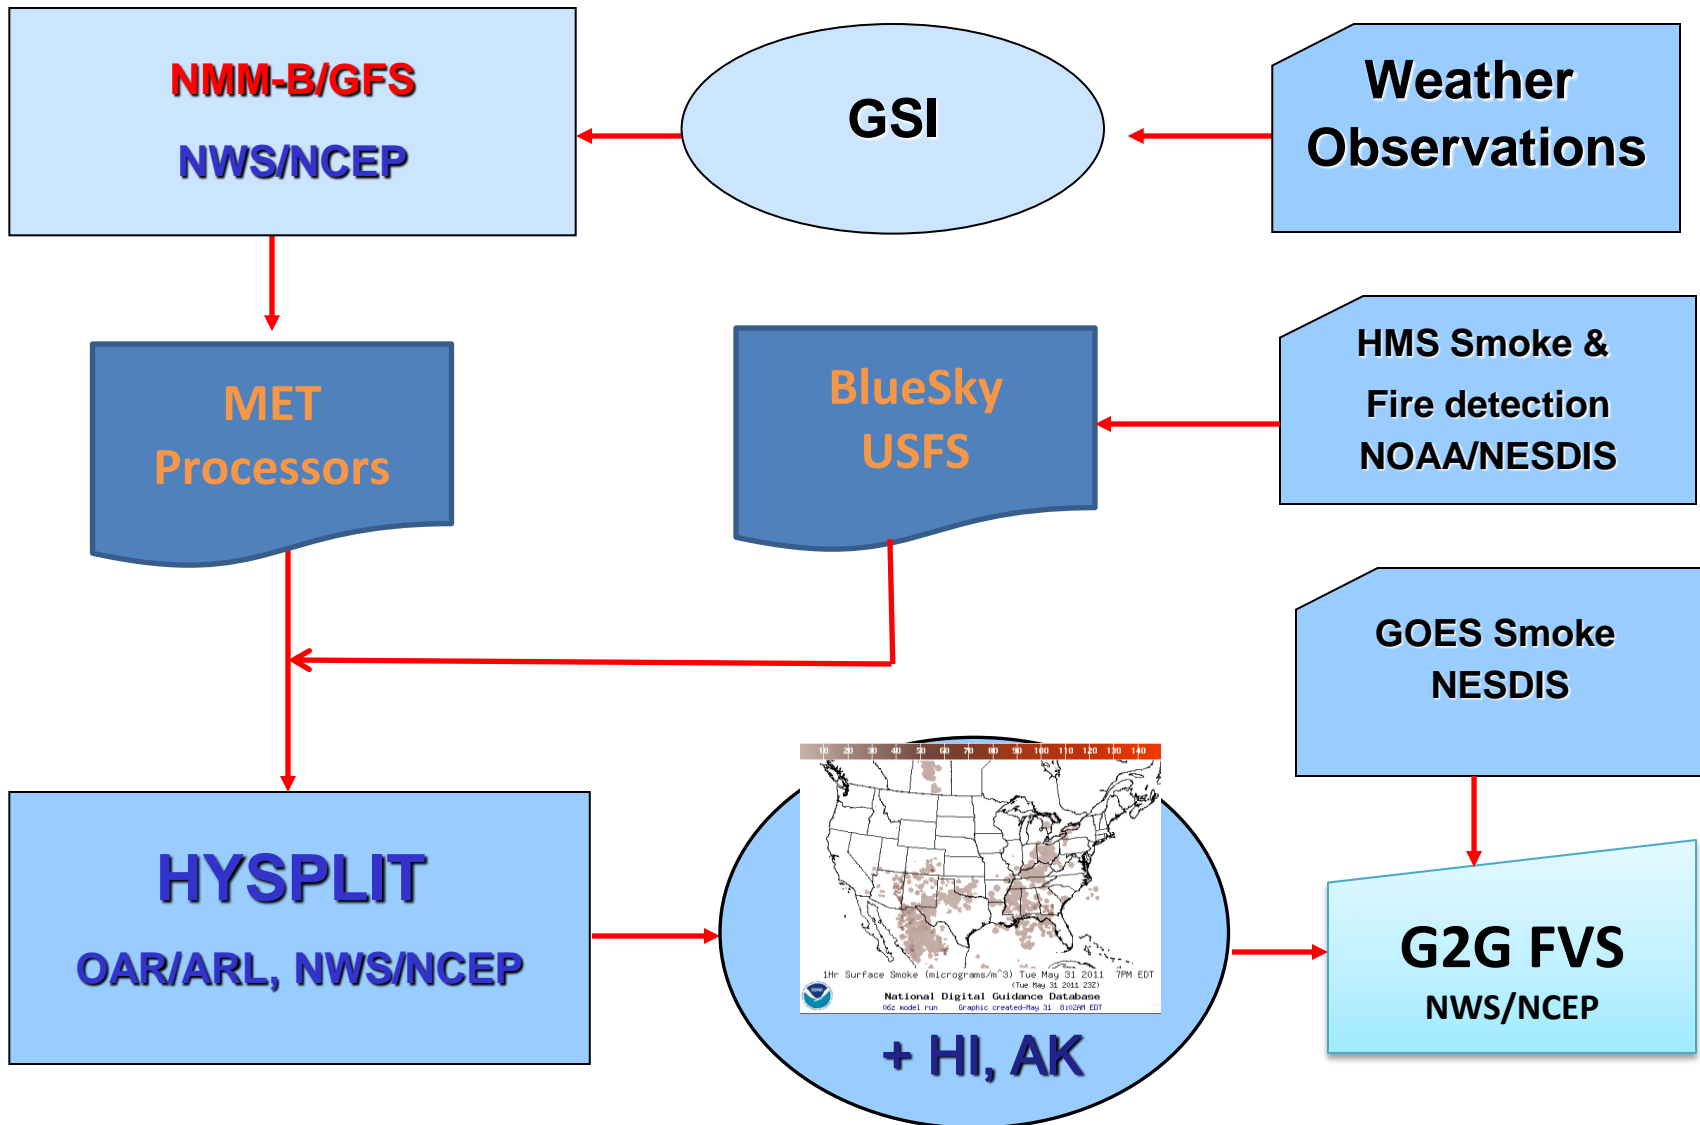 NMM-B/GFS
NWS/NCEP
GSI
Weather
Observations
MET
Processors
BlueSky
USFS
HMS Smoke &
Fire detection
NOAA/NESDIS
GOES Smoke
NESDIS
HYSPLIT
OAR/ARL, NWS/NCEP
10 20 30 40 50 60 70 80 90 100 110 120 130 140
1Hr Surface Smoke (micrograms/m^3) Tue May 31 2011 7PM EDT
(Tue May 31 2011 23Z)
National Digital Guidance Database
06z model run Graphic created-May 31 8:02AM EDT
+ HI, AK
G2G FVS
NWS/NCEP